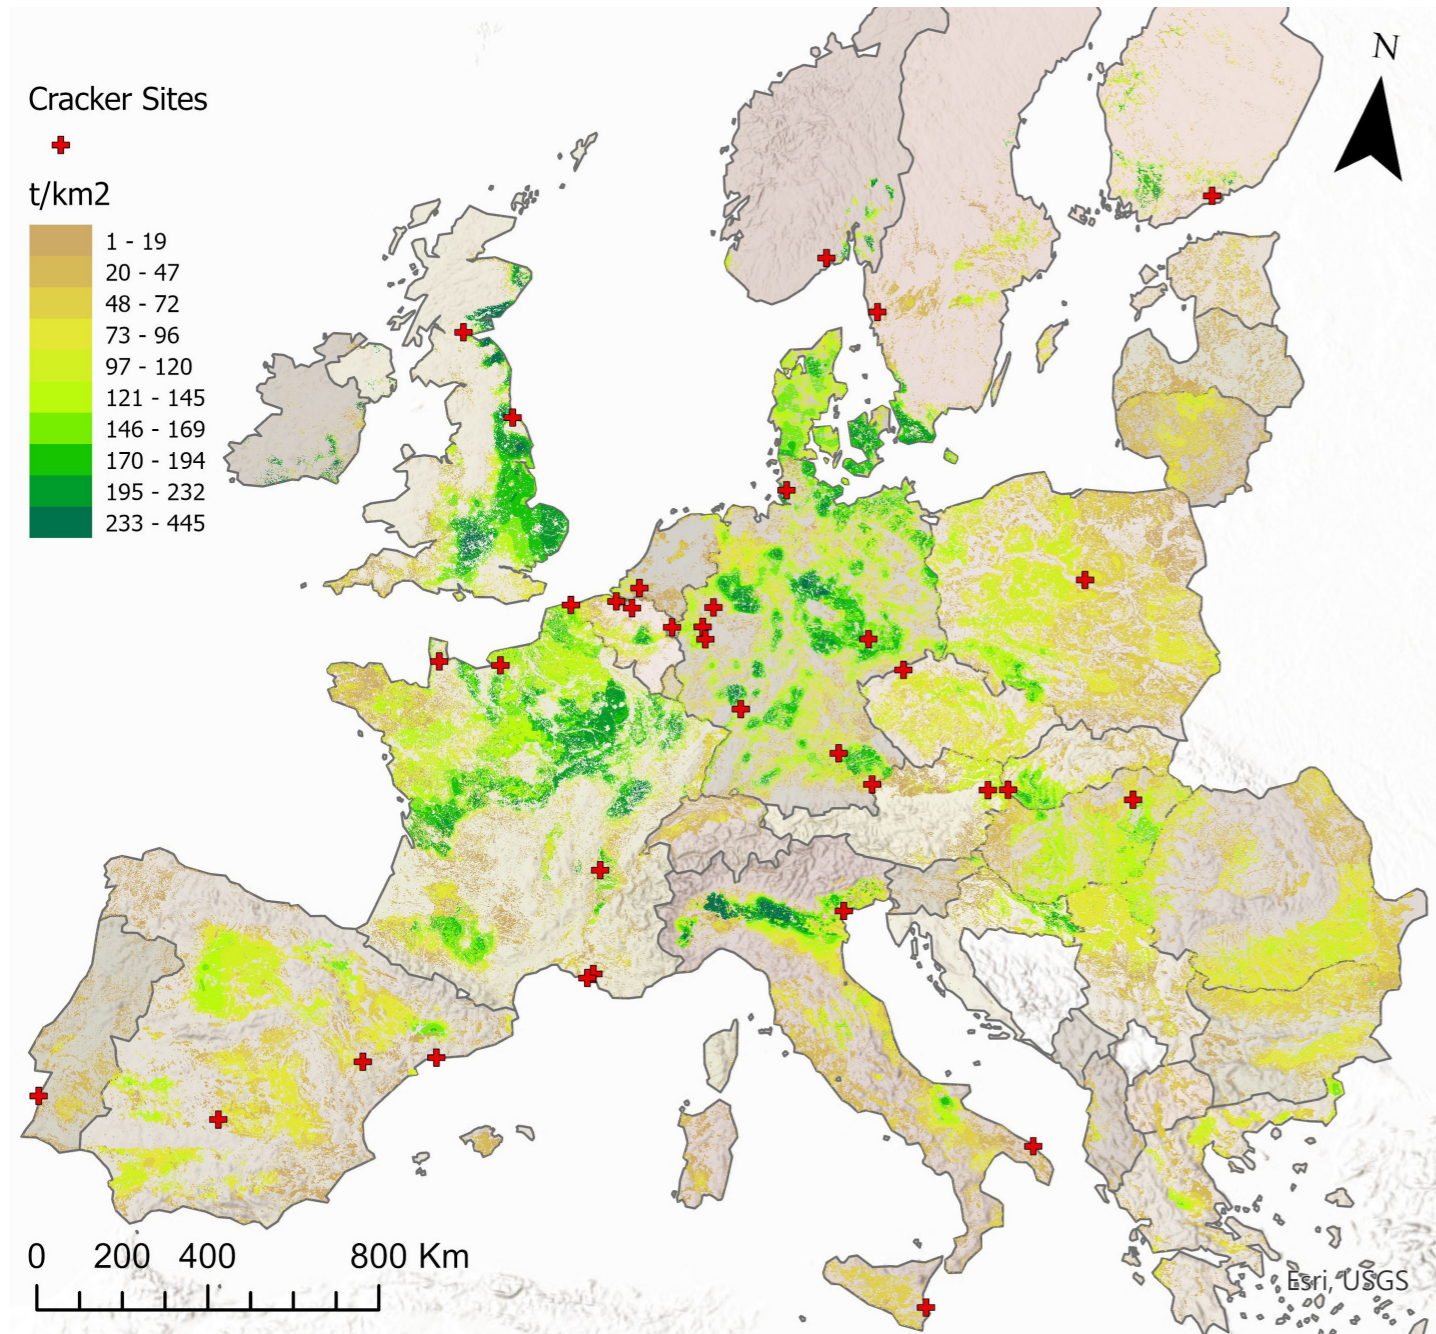 N
Cracker Sites
t/km2
1 - 19
20 - 47
48 - 72
73 - 96
97 - 120
121 - 145
146 - 169
170 - 194
195 - 232
233 - 445
0 200 400 800 Km
Esri, USGS